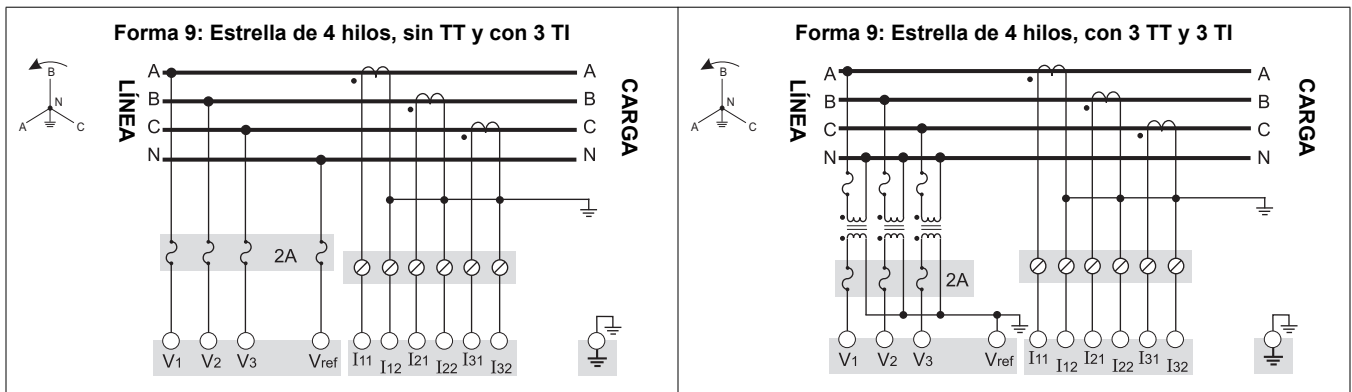 Forma 9: Estrella de 4 hilos, sin TT y con 3 TI
B
N
A
C
LÍNEA
A
B
C
N
A
B
C
N
CARGA
2A
V1
V2
V3
Vref
I11
I12
I21
I22
I31
I32
Forma 9: Estrella de 4 hilos, con 3 TT y 3 TI
B
N
A
C
LÍNEA
A
B
C
N
A
B
C
N
CARGA
2A
V1
V2
V3
Vref
I11
I12
I21
I22
I31
I32